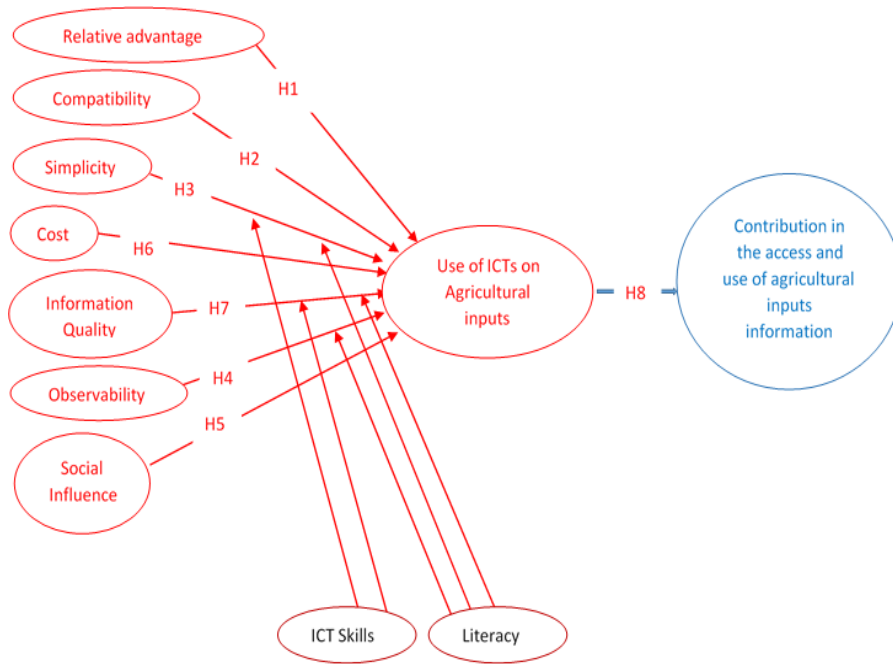 Relative advantage
H1
Compatibility
H2
Simplicity
H3
Cost
H6
Information
Quality
H7
Observability
H4
Social
Influence
H5
Use of ICTs on
Agricultural
inputs
H8
Contribution in
the access and
use of agricultural
inputs
information
ICT Skills
Literacy